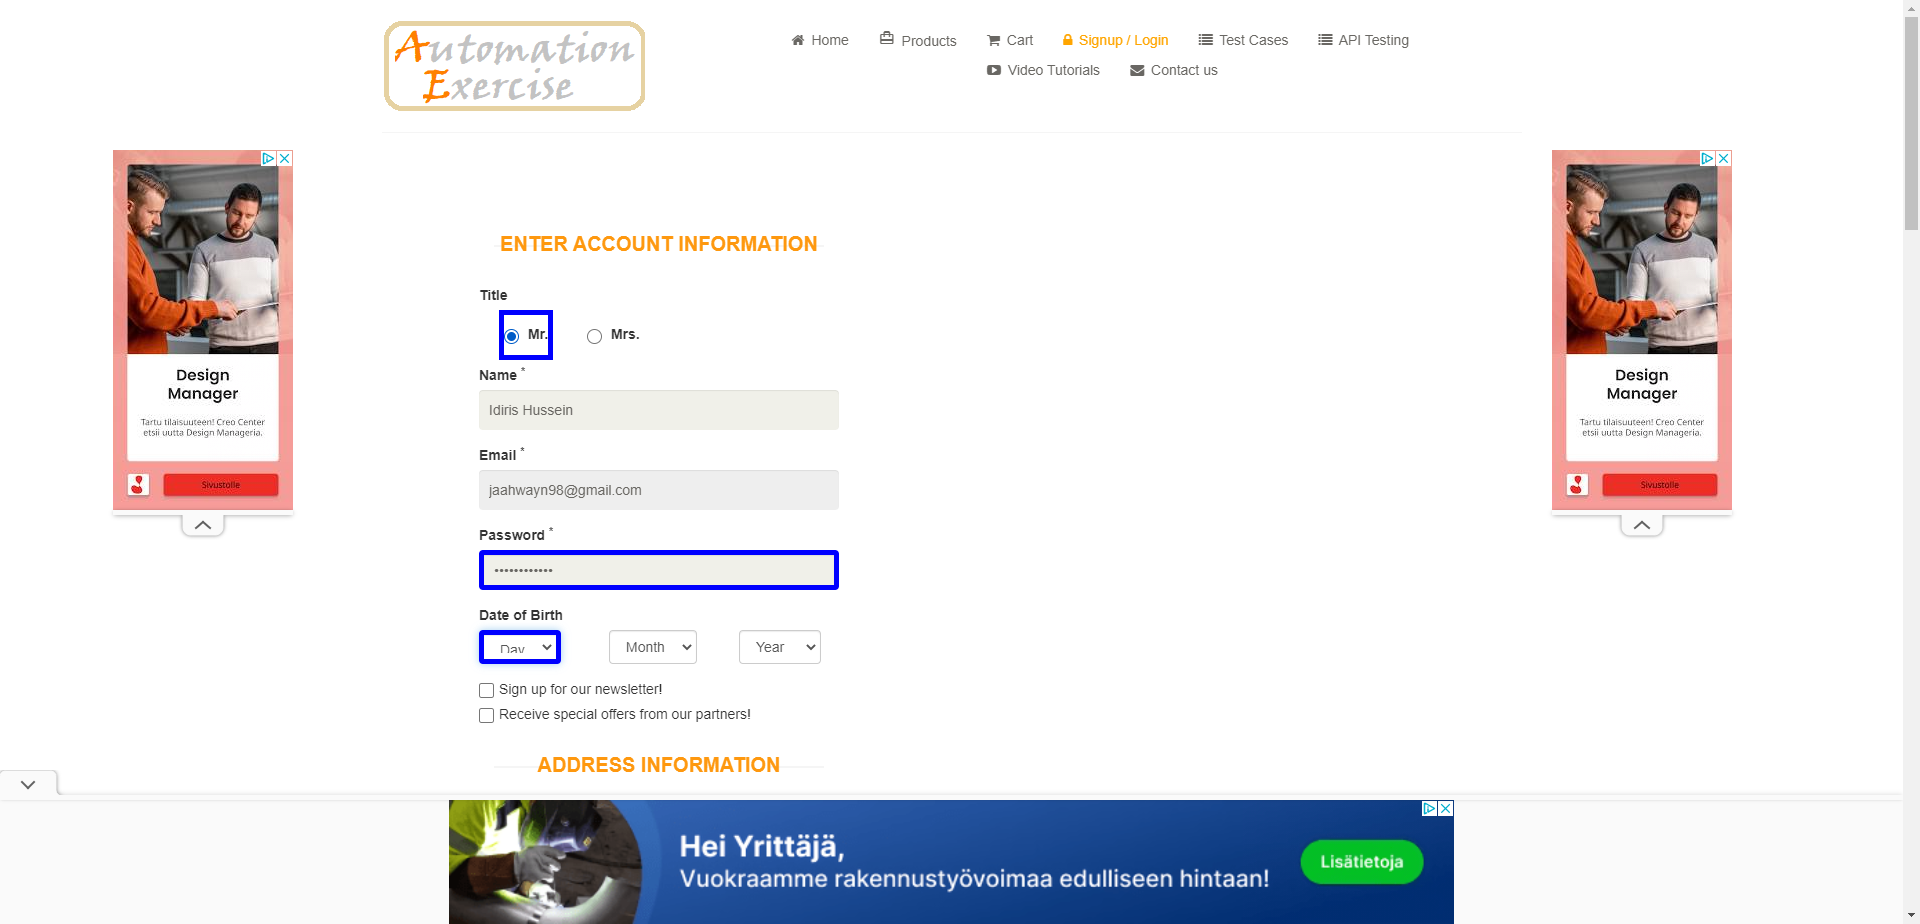 Automation
Exercise
Home
Products
Cart
Signup / Login
Test Cases
API Testing
Video Tutorials
Contact us
Design
Manager
Tartu tilaisuuteen! Creo Center
etsii uutta Design Manageria.
Sivustolle
ENTER ACCOUNT INFORMATION
Title
Mr.
Mrs.
Name *
Idiris Hussein
Email *
jaahwayn98@gmail.com
Password *
••••••••••••
Date of Birth
Day
Month
Year
Sign up for our newsletter!
Receive special offers from our partners!
ADDRESS INFORMATION
Design
Manager
Tartu tilaisuuteen! Creo Center
etsii uutta Design Manageria.
Sivustolle
Hei Yrittäjä,
Vuokraamme rakennustyövoimaa edulliseen hintaan!
Lisätietoja